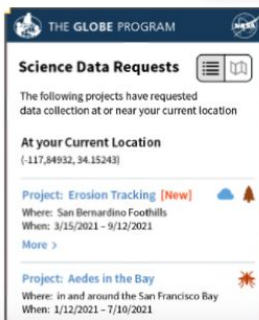 THE GLOBE PROGRAM
NASA
Science Data Requests
The following projects have requested
data collection at or near your current location
At your Current Location
(-117,84932, 34.15243)
Project: Erosion Tracking [New]
Where: San Bernardino Foothills
When: 3/15/2021 – 9/12/2021
More >
Project: Aedes in the Bay
Where: in and around the San Francisco Bay
When: 1/12/2021 – 7/10/2021